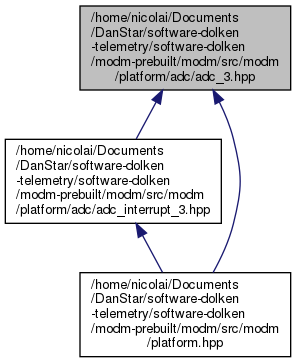 /home/nicolai/Documents
/DanStar/software-dolken
-telemetry/software-dolken
/modm-prebuilt/modm/src/modm
/platform/adc/adc_3.hpp
/home/nicolai/Documents
/DanStar/software-dolken
-telemetry/software-dolken
/modm-prebuilt/modm/src/modm
/platform/adc/adc_interrupt_3.hpp
/home/nicolai/Documents
/DanStar/software-dolken
-telemetry/software-dolken
/modm-prebuilt/modm/src/modm
/platform.hpp